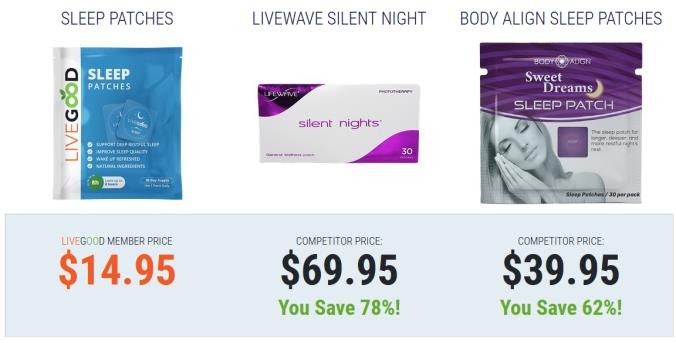 SLEEP PATCHES
LIVEWAVE SILENT NIGHT
BODY ALIGN SLEEP PATCHES
LIVEGOOD
SLEEP
PATCHES
SUPPORT DEEP RESTFUL SLEEP
IMPROVE SLEEP QUALITY
WAKE UP REFRESHED
NATURAL INGREDIENTS
8h
LIFEWAVE
PHOTOTHERAPY
silent nights
General wellness patch
30
BODY ALIGN
Sweet
Dreams
SLEEP PATCH
The sleep patch for
longer, deeper, and
more restful night's
rest
Sleep Patches / 30 per pack
LIVEGOOD MEMBER PRICE
$14.95
COMPETITOR PRICE:
$69.95
You Save 78%!
COMPETITOR PRICE:
$39.95
You Save 62%!